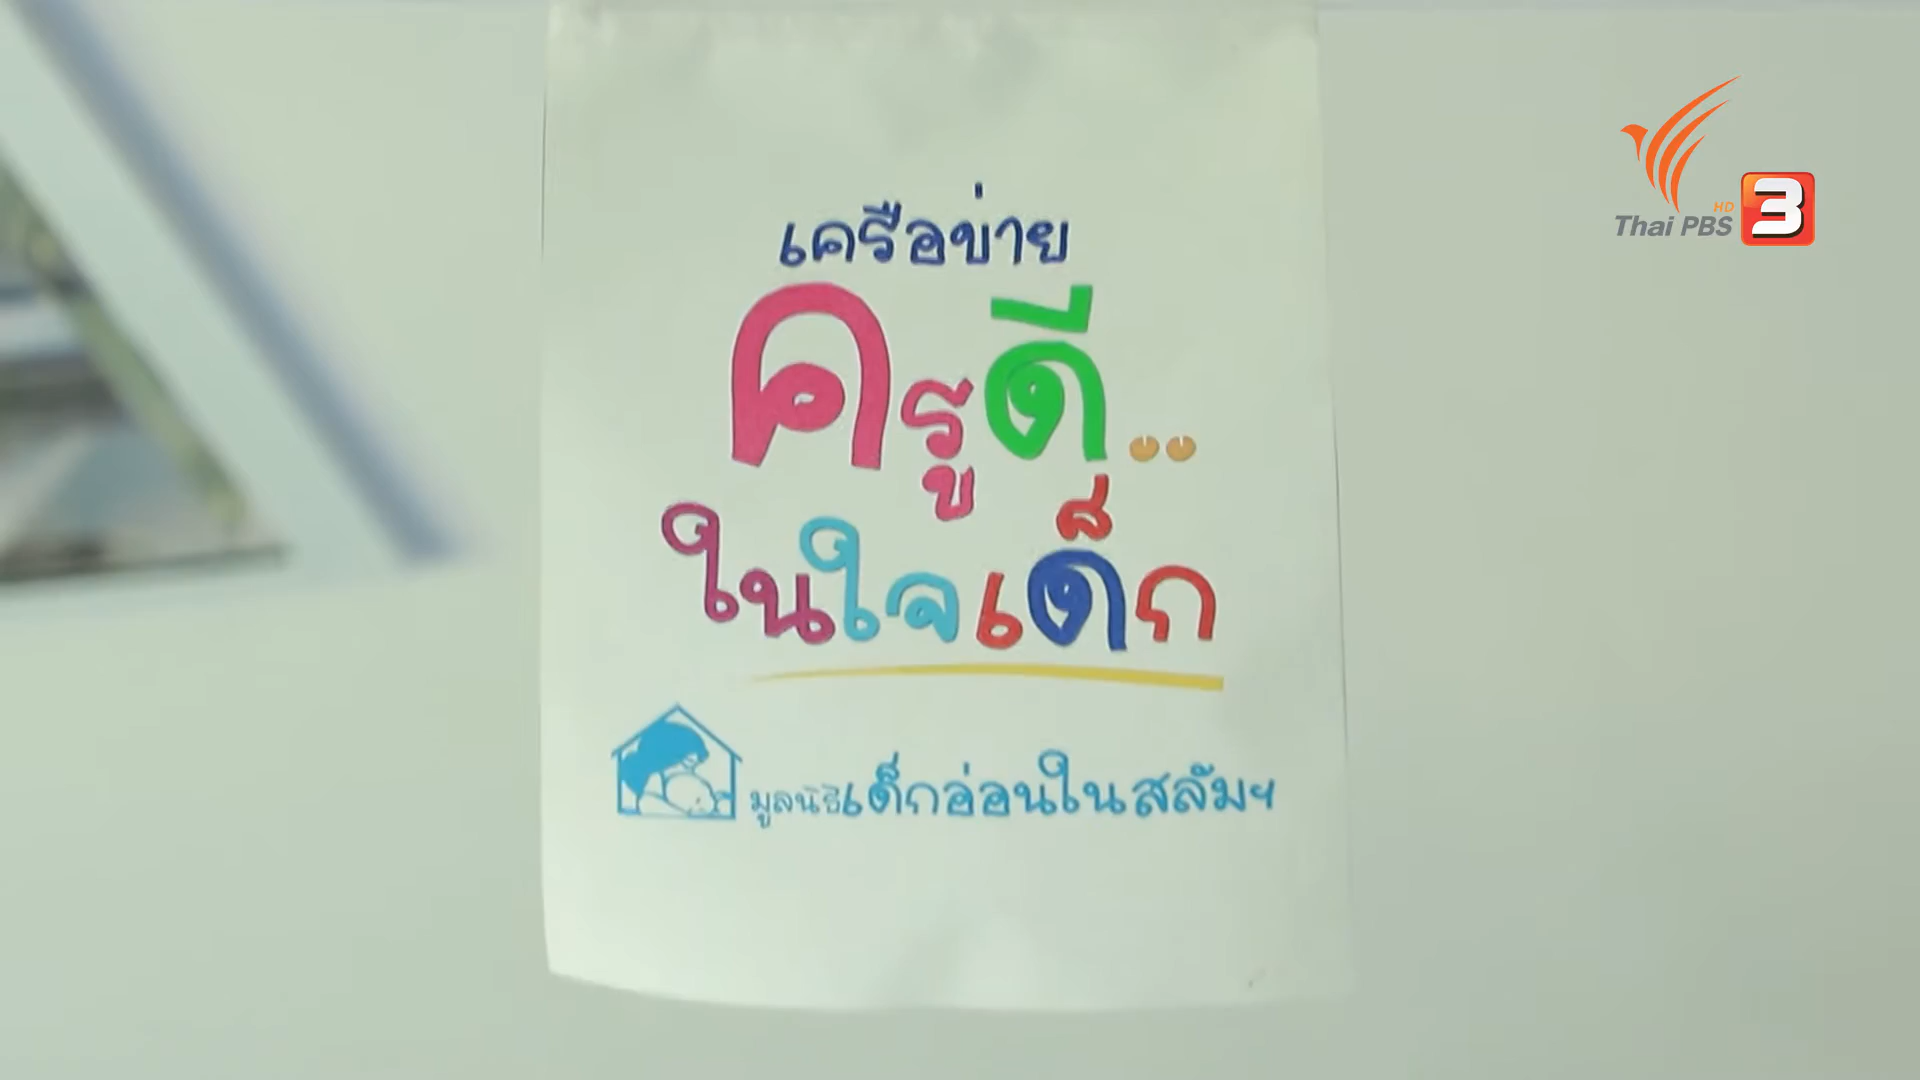 เครือข่าย
ครูดี..
ในใจเด็ก
มูลนิธิเด็กอ่อนในสลัมฯ
HD
Thai PBS 3